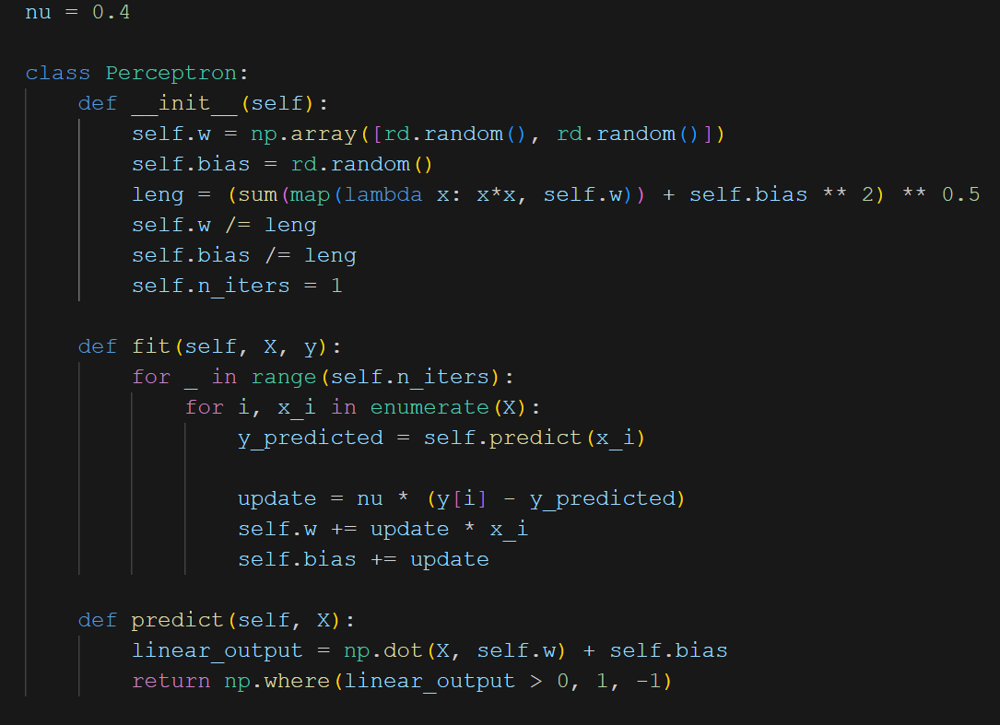 nu = 0.4
class Perceptron:
def __init__(self):
self.w = np.array([rd.random(), rd.random()])
self.bias = rd.random()
leng = (sum(map(lambda x: x*x, self.w)) + self.bias ** 2) ** 0.5
self.w /= leng
self.bias /= leng
self.n_iters = 1
def fit(self, X, y):
for _ in range(self.n_iters):
for i, x_i in enumerate(X):
y_predicted = self.predict(x_i)
update = nu * (y[i] - y_predicted)
self.w += update * x_i
self.bias += update
def predict(self, X):
linear_output = np.dot(X, self.w) + self.bias
return np.where(linear_output > 0, 1, -1)